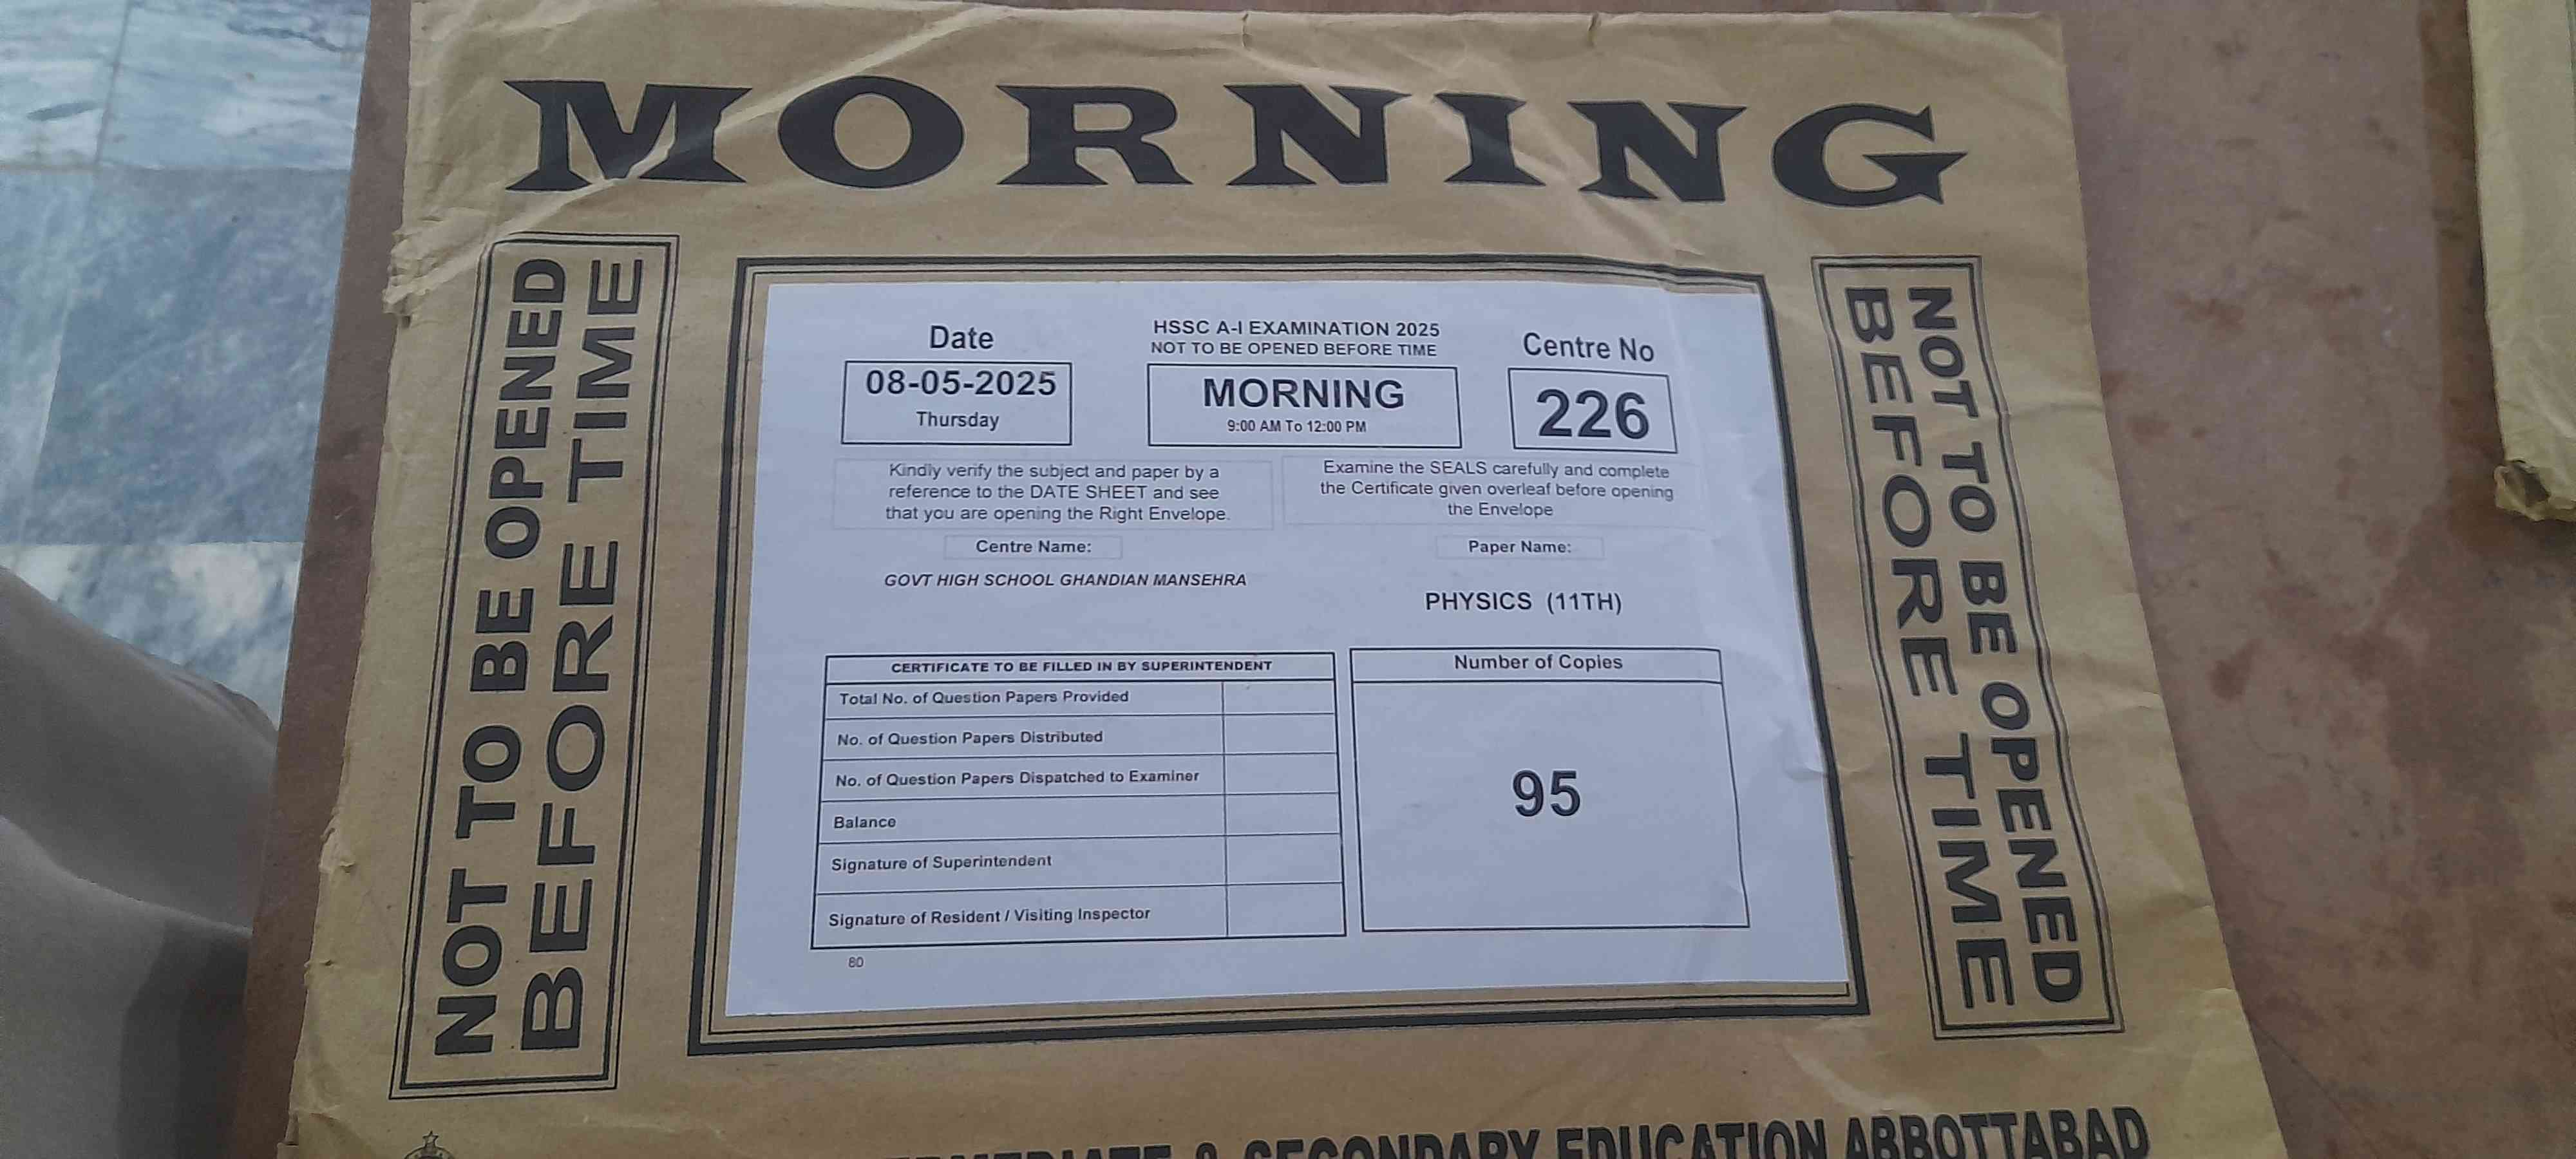 MORNING
NOT TO BE OPENED
BEFORE TIME
Date
08-05-2025
Thursday
HSSC A-I EXAMINATION 2025
NOT TO BE OPENED BEFORE TIME
MORNING
9:00 AM To 12:00 PM
Centre No
226
Kindly verify the subject and paper by a
reference to the DATE SHEET and see
that you are opening the Right Envelope.
Examine the SEALS carefully and complete
the Certificate given overleaf before opening
the Envelope
Centre Name:
GOVT HIGH SCHOOL GHANDIAN MANSEHRA
Paper Name:
PHYSICS (11TH)
CERTIFICATE TO BE FILLED IN BY SUPERINTENDENT
Total No. of Question Papers Provided
No. of Question Papers Distributed
No. of Question Papers Dispatched to Examiner
Balance
Signature of Superintendent
Signature of Resident / Visiting Inspector
Number of Copies
95
80
NOT TO BE OPENED
BEFORE TIME
& SECONDARY EDUCATION ABBOTTABAD